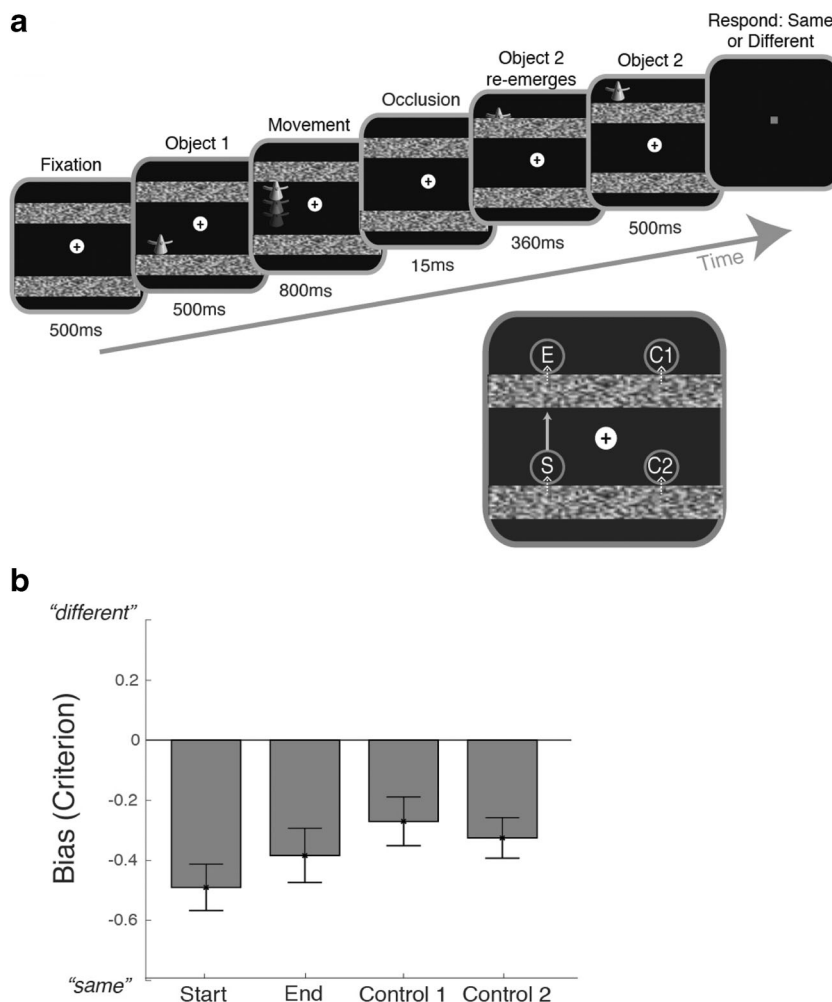 a
Fixation
Object 1
Movement
Occlusion
Object 2
re-emerges
Object 2
Respond: Same
or Different
500ms
500ms
800ms
15ms
360ms
500ms
Time
E
C1
S
C2
b
"different"
0.2
0
-0.2
-0.4
-0.6
"same"
Bias (Criterion)
Start
End
Control 1
Control 2